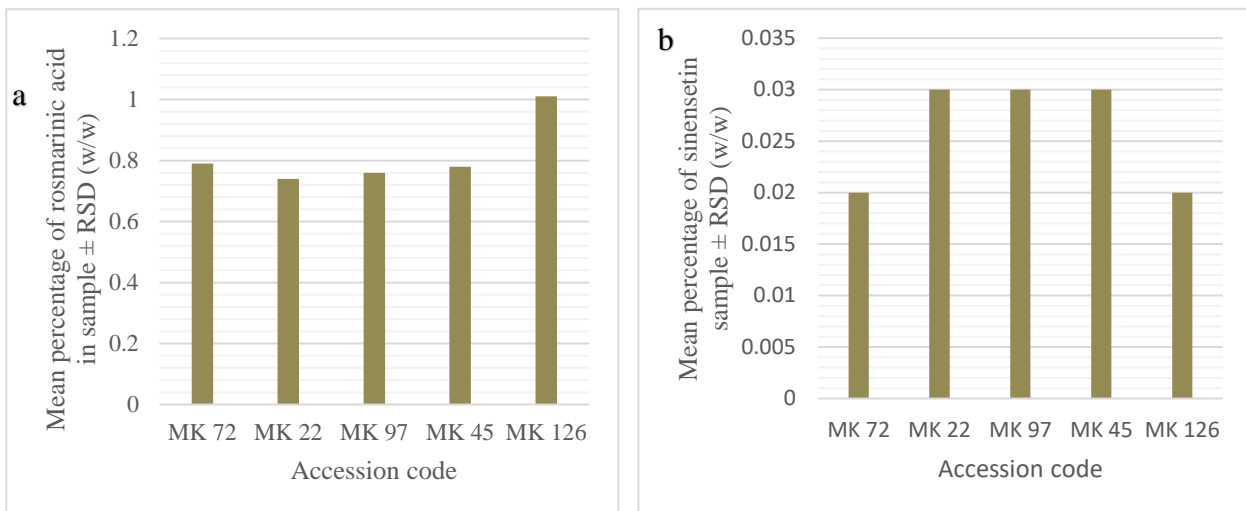 a
Mean percentage of rosmarinic acid
in sample ± RSD (w/w)
1.2
1
0.8
0.6
0.4
0.2
0
MK 72 MK 22 MK 97 MK 45 MK 126
Accession code
b
Mean percentage of sinensetin
sample ± RSD (w/w)
0.035
0.03
0.025
0.02
0.015
0.01
0.005
0
MK 72 MK 22 MK 97 MK 45 MK 126
Accession code